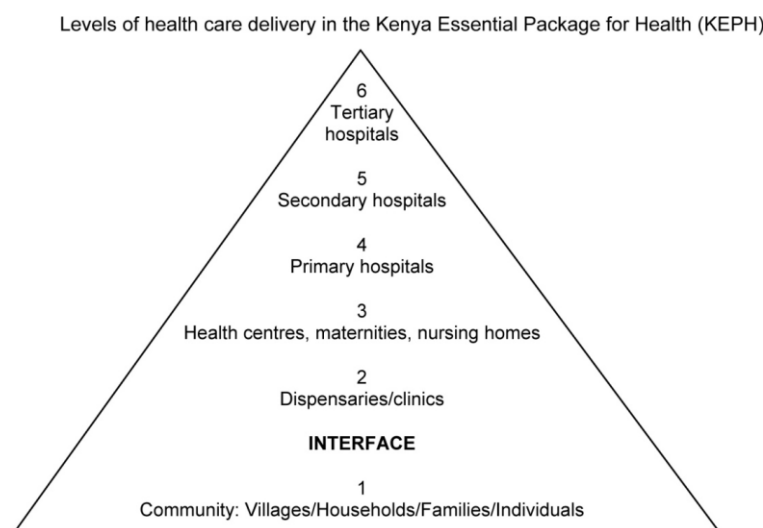 Levels of health care delivery in the Kenya Essential Package for Health (KEPH)
6
Tertiary
hospitals
5
Secondary hospitals
4
Primary hospitals
3
Health centres, maternities, nursing homes
2
Dispensaries/clinics
INTERFACE
1
Community: Villages/Households/Families/Individuals